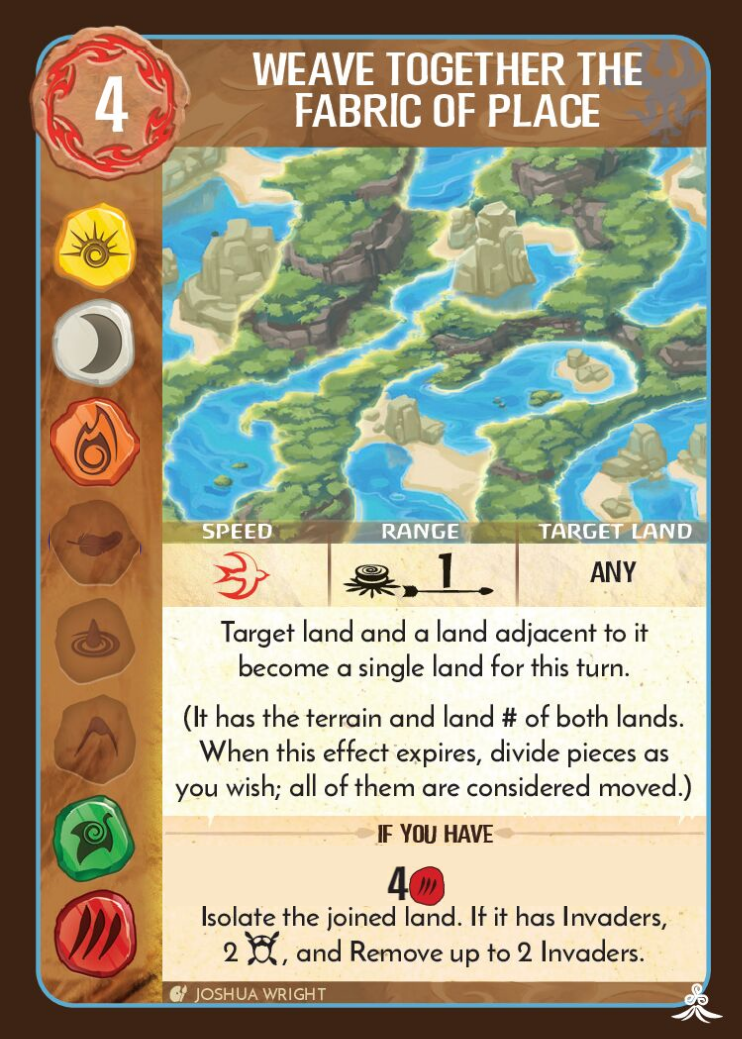 4
WEAVE TOGETHER THE
FABRIC OF PLACE
SPEED RANGE TARGET LAND
1 ANY
Target land and a land adjacent to it
become a single land for this turn.
(It has the terrain and land # of both lands.
When this effect expires, divide pieces as
you wish; all of them are considered moved.)
IF YOU HAVE
4
Isolate the joined land. If it has Invaders,
2 , and Remove up to 2 Invaders.
JOSHUA WRIGHT